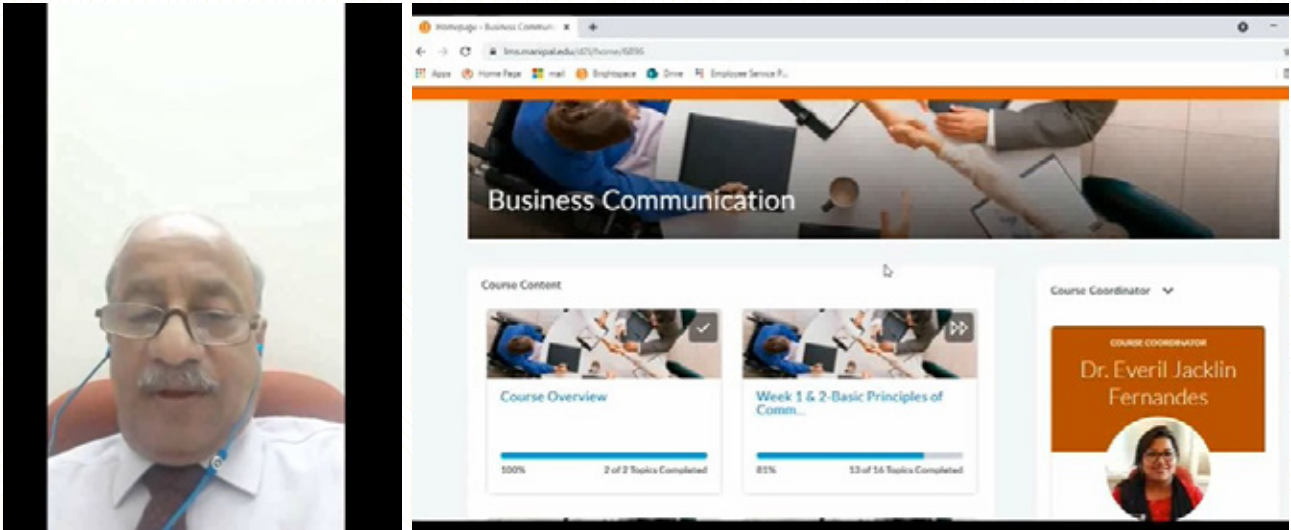 Homepage - Business Commun
lms.manipal.edu/d2l/home/6896
Apps Home Page mail Brightspace Drive Employee Service P...
Business Communication
Course Content
Course Coordinator
COURSE COORDINATOR
Dr. Everil Jacklin
Fernandes
Course Overview
100% 2 of 2 Topics Completed
Week 1 & 2-Basic Principles of
Comm...
81% 13 of 16 Topics Completed